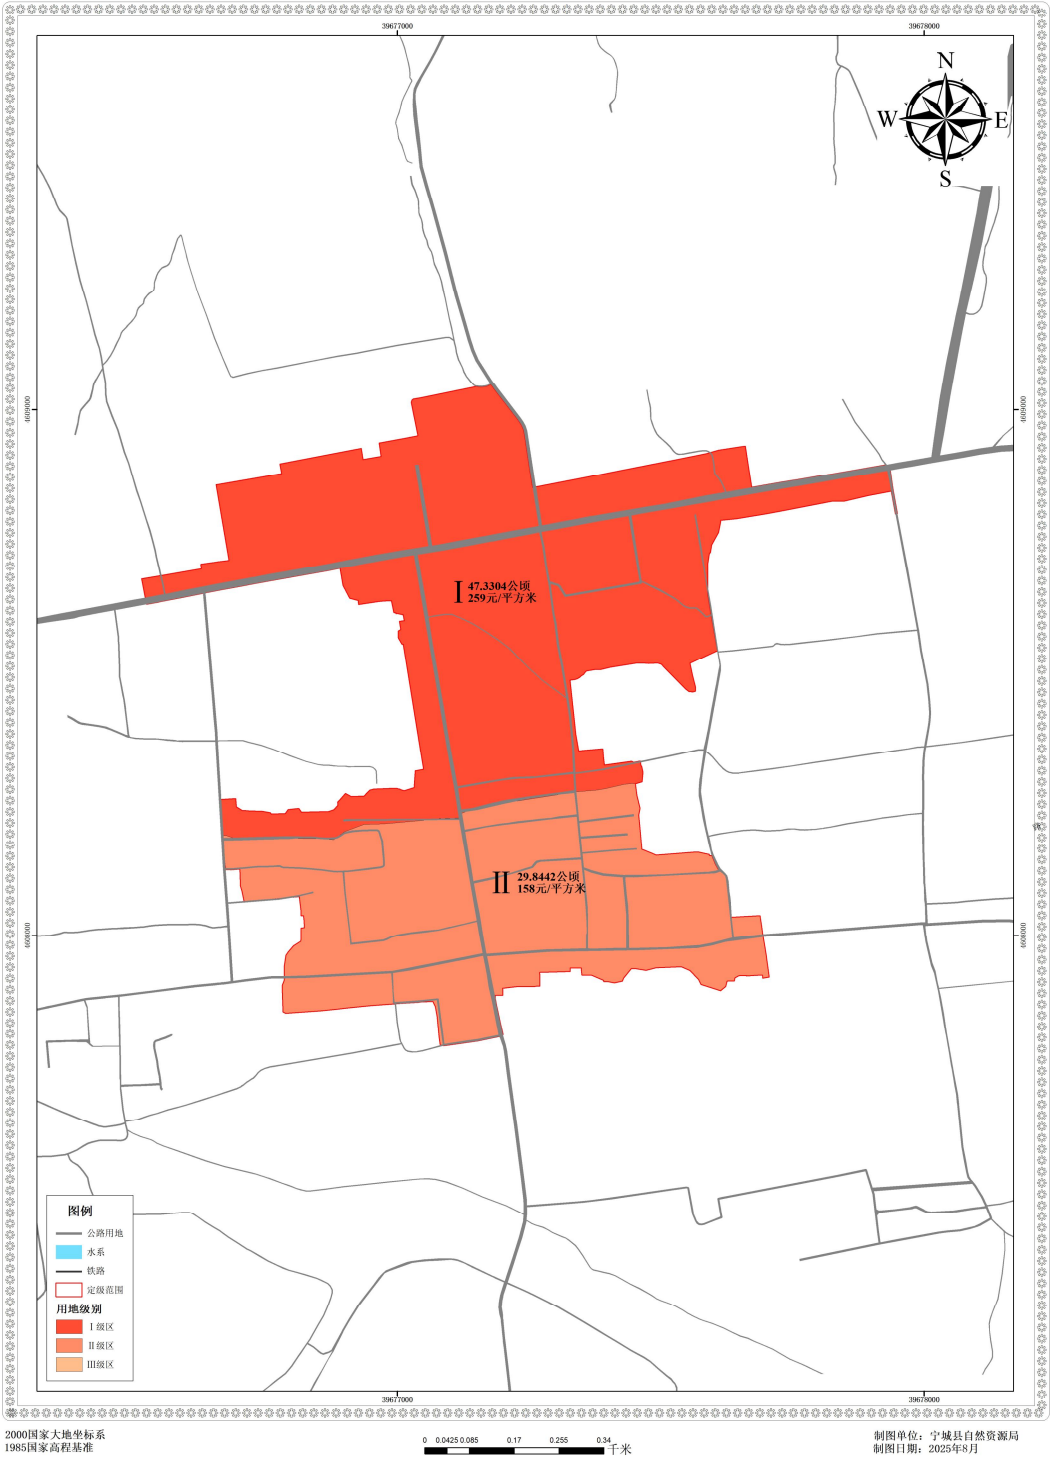 39677000
39678000
N
W
E
S
4609000
4609000
I
47.3304公顷
259元/平方米
II
29.8442公顷
158元/平方米
4608000
4608000
图例
公路用地
水系
铁路
定级范围
用地级别
I 级区
II级区
III级区
39677000
39678000
2000国家大地坐标系
1985国家高程基准
0 0.0425 0.085 0.17 0.255 0.34
千米
制图单位：宁城县自然资源局
制图日期：2025年8月